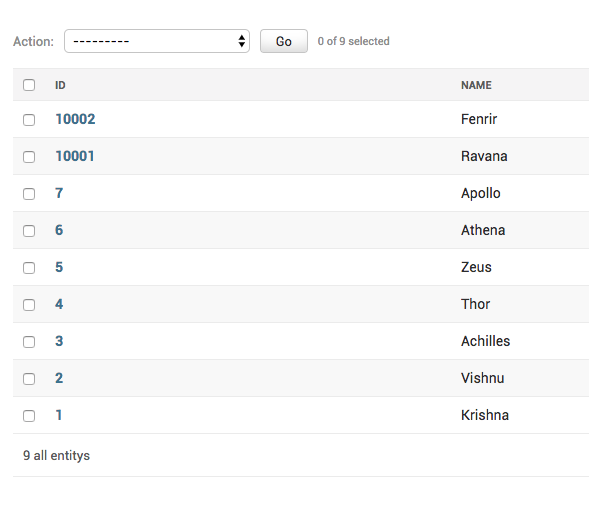 Action: --------- Go 0 of 9 selected
ID NAME
10002 Fenrir
10001 Ravana
7 Apollo
6 Athena
5 Zeus
4 Thor
3 Achilles
2 Vishnu
1 Krishna
9 all entitys